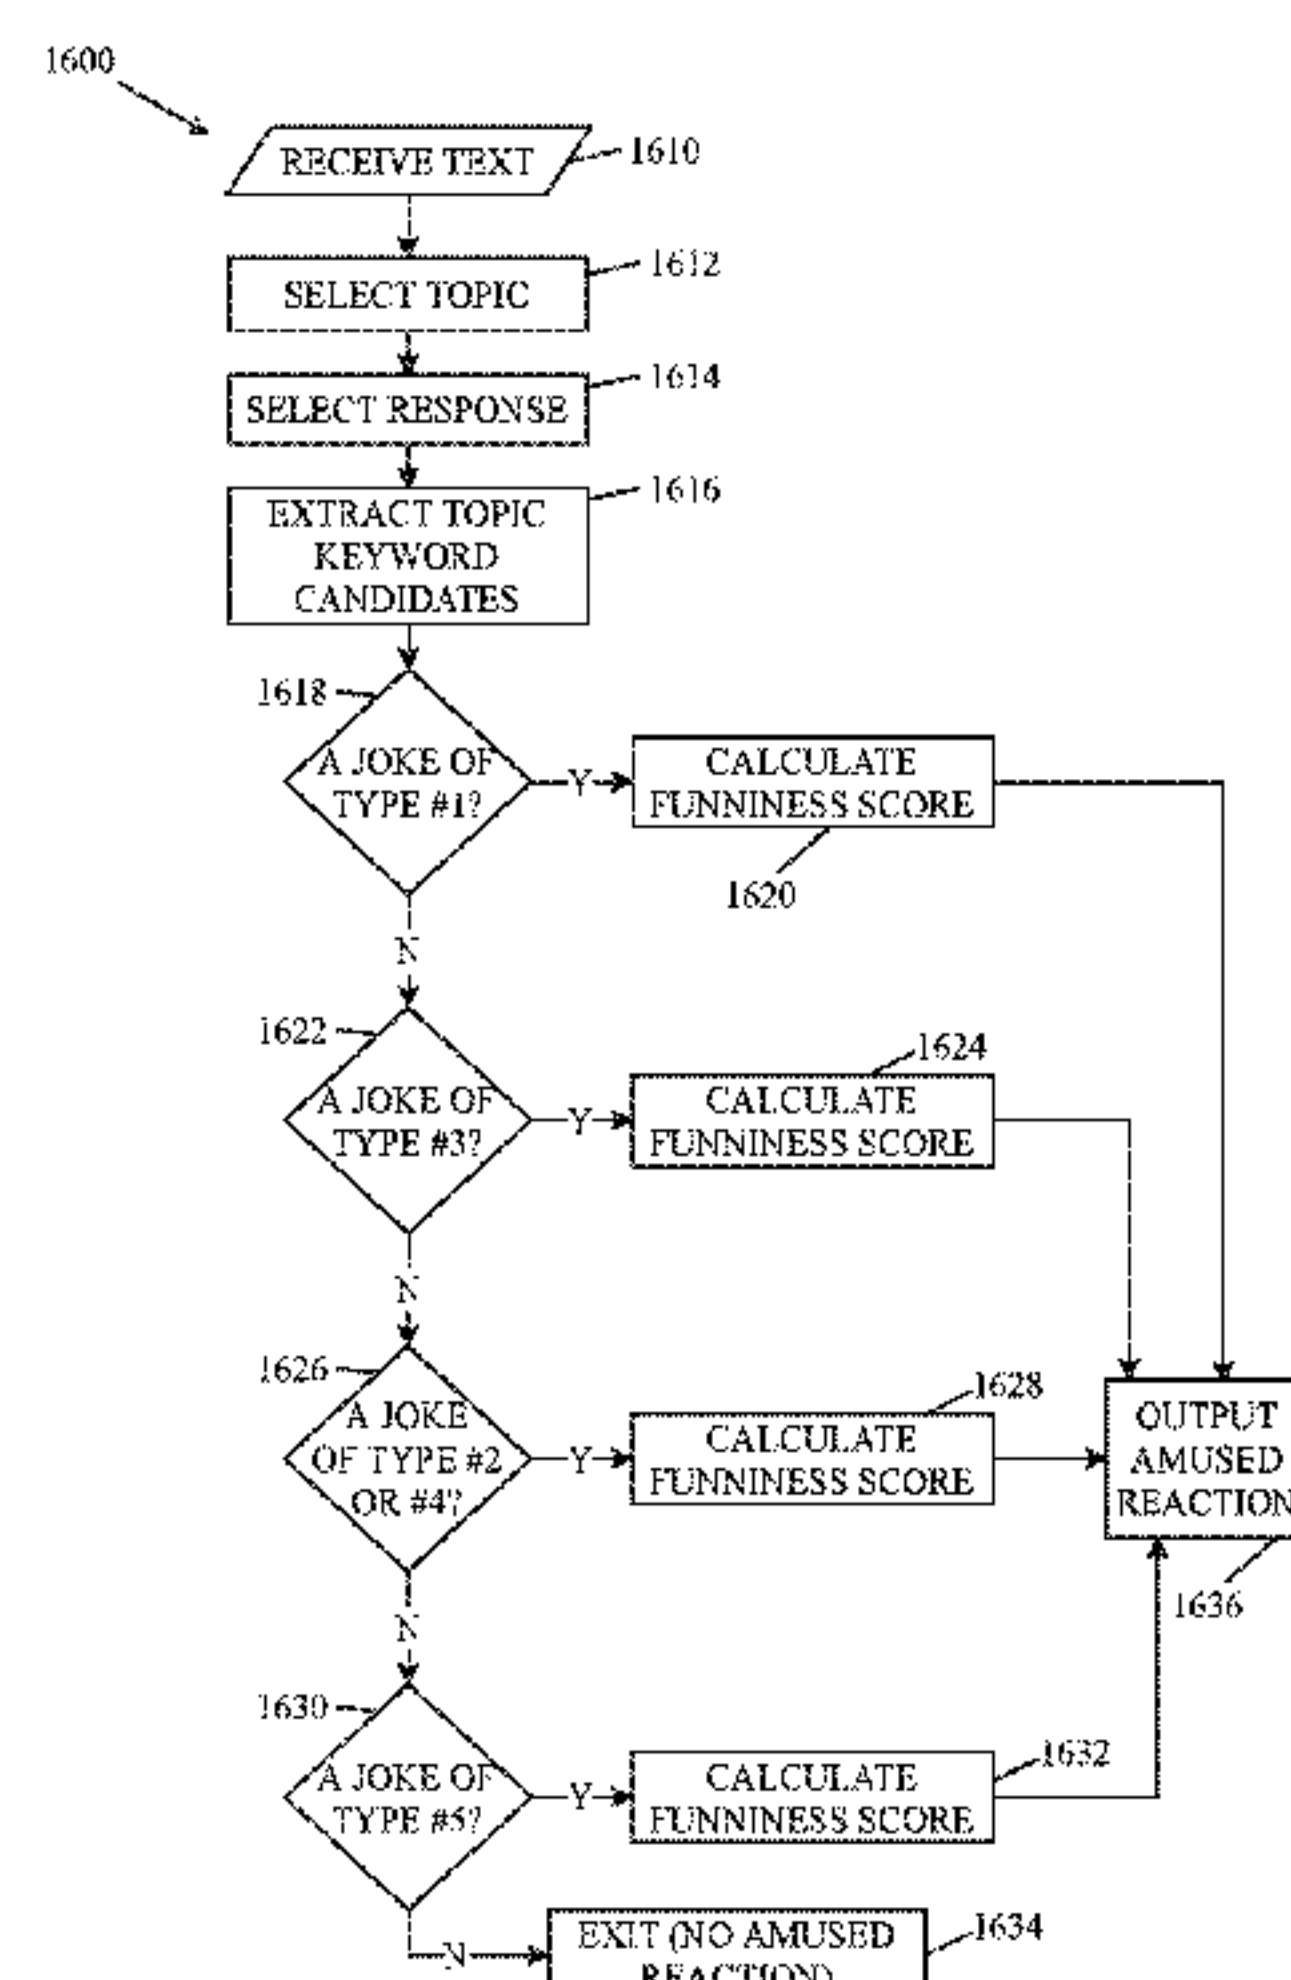 1600
RECEIVE TEXT
1610
1612
SELECT TOPIC
1614
SELECT RESPONSE
1616
EXTRACT TOPIC
KEYWORD
CANDIDATES
1618
A JOKE OF
TYPE #1?
Y
CALCULATE
FUNNINESS SCORE
1620
N
1622
A JOKE OF
TYPE #3?
Y
1624
CALCULATE
FUNNINESS SCORE
N
1626
A JOKE
OF TYPE #2
OR #4?
Y
1628
CALCULATE
FUNNINESS SCORE
OUTPUT
AMUSED
REACTION
1636
N
1630
A JOKE OF
TYPE #5?
Y
1632
CALCULATE
FUNNINESS SCORE
N
EXIT (NO AMUSED
REACTION)
1634